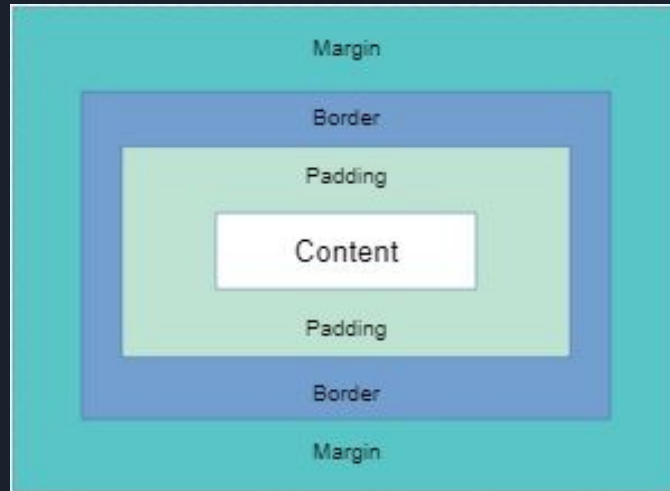 Margin
Border
Padding
Content
Padding
Border
Margin